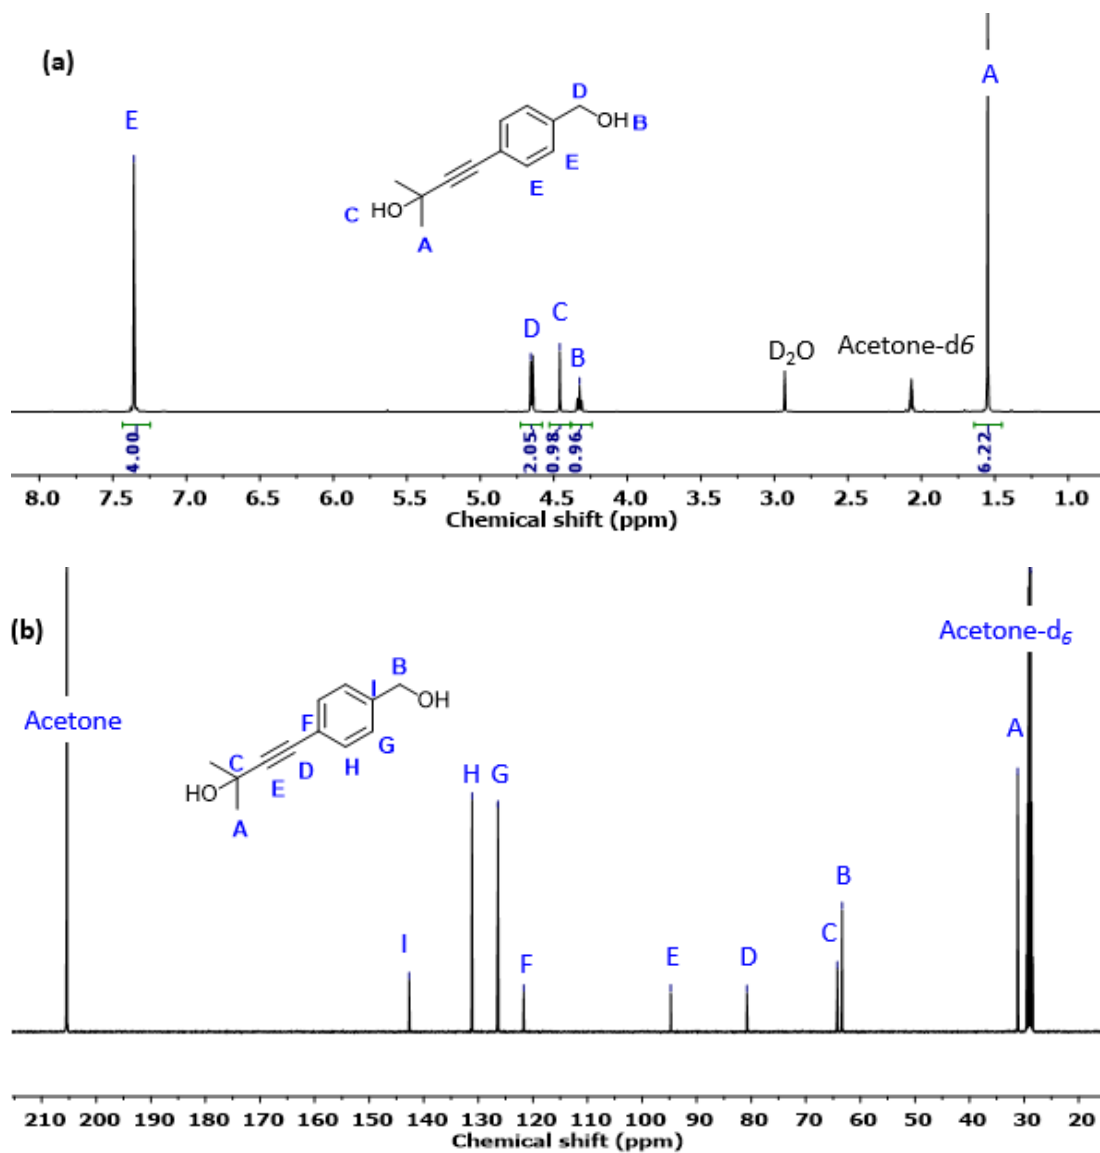 (a)
A
E
D
OH B
E
E
C HO
A
D
C
B
D2O
Acetone-d6
4.00
2.05
0.98
0.96
6.22
8.0 7.5 7.0 6.5 6.0 5.5 5.0 4.5 4.0 3.5 3.0 2.5 2.0 1.5 1.0
Chemical shift (ppm)
(b)
Acetone-d6
B
I
OH
Acetone
F
G
A
C
D
H
E
HO
A
H
G
B
C
I
F
E
D
210 200 190 180 170 160 150 140 130 120 110 100 90 80 70 60 50 40 30 20
Chemical shift (ppm)